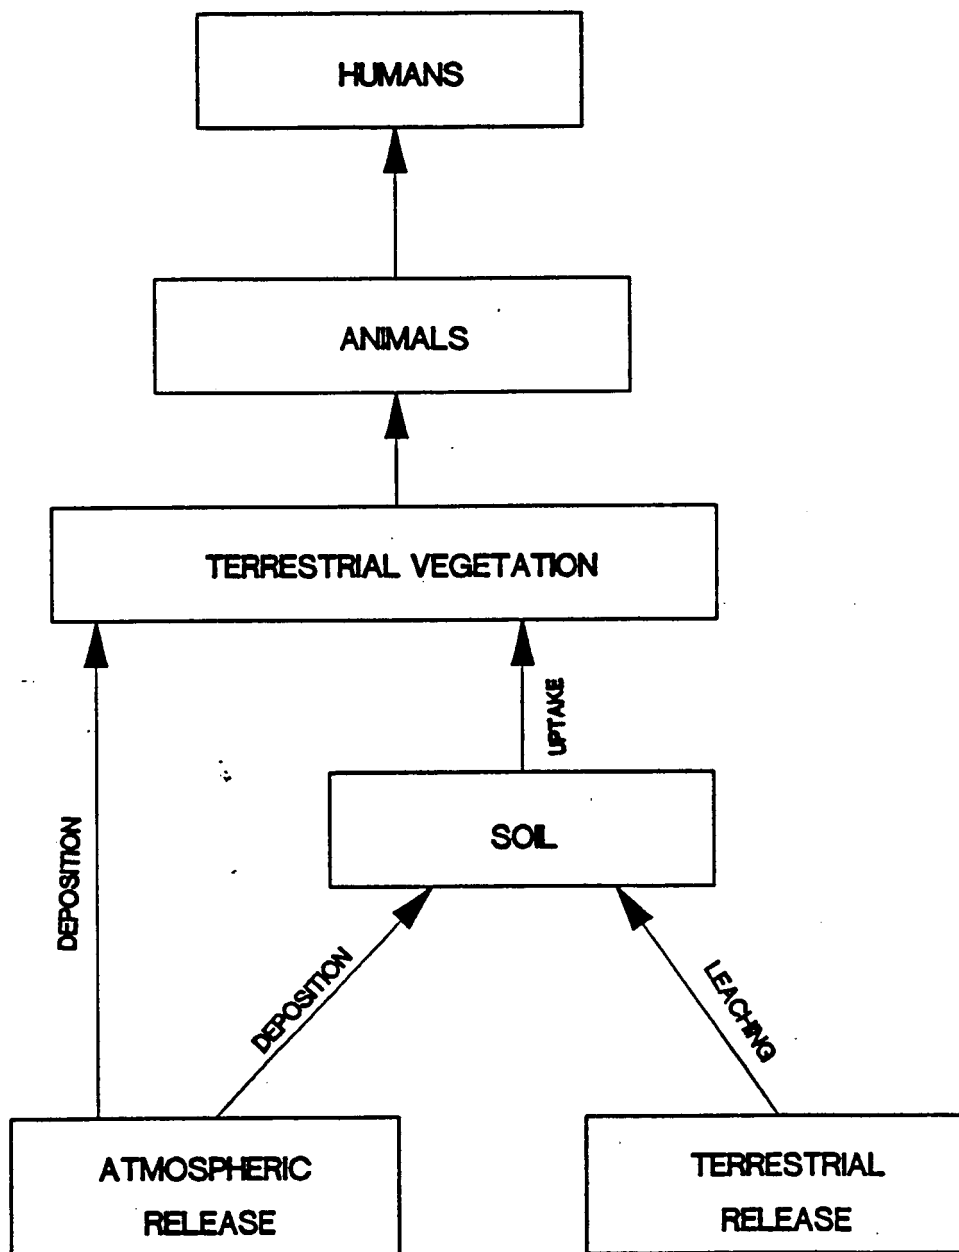 HUMANS
ANIMALS
TERRESTRIAL VEGETATION
UPTAKE
SOIL
DEPOSITION
DEPOSITION
LEACHING
ATMOSPHERIC
RELEASE
TERRESTRIAL
RELEASE